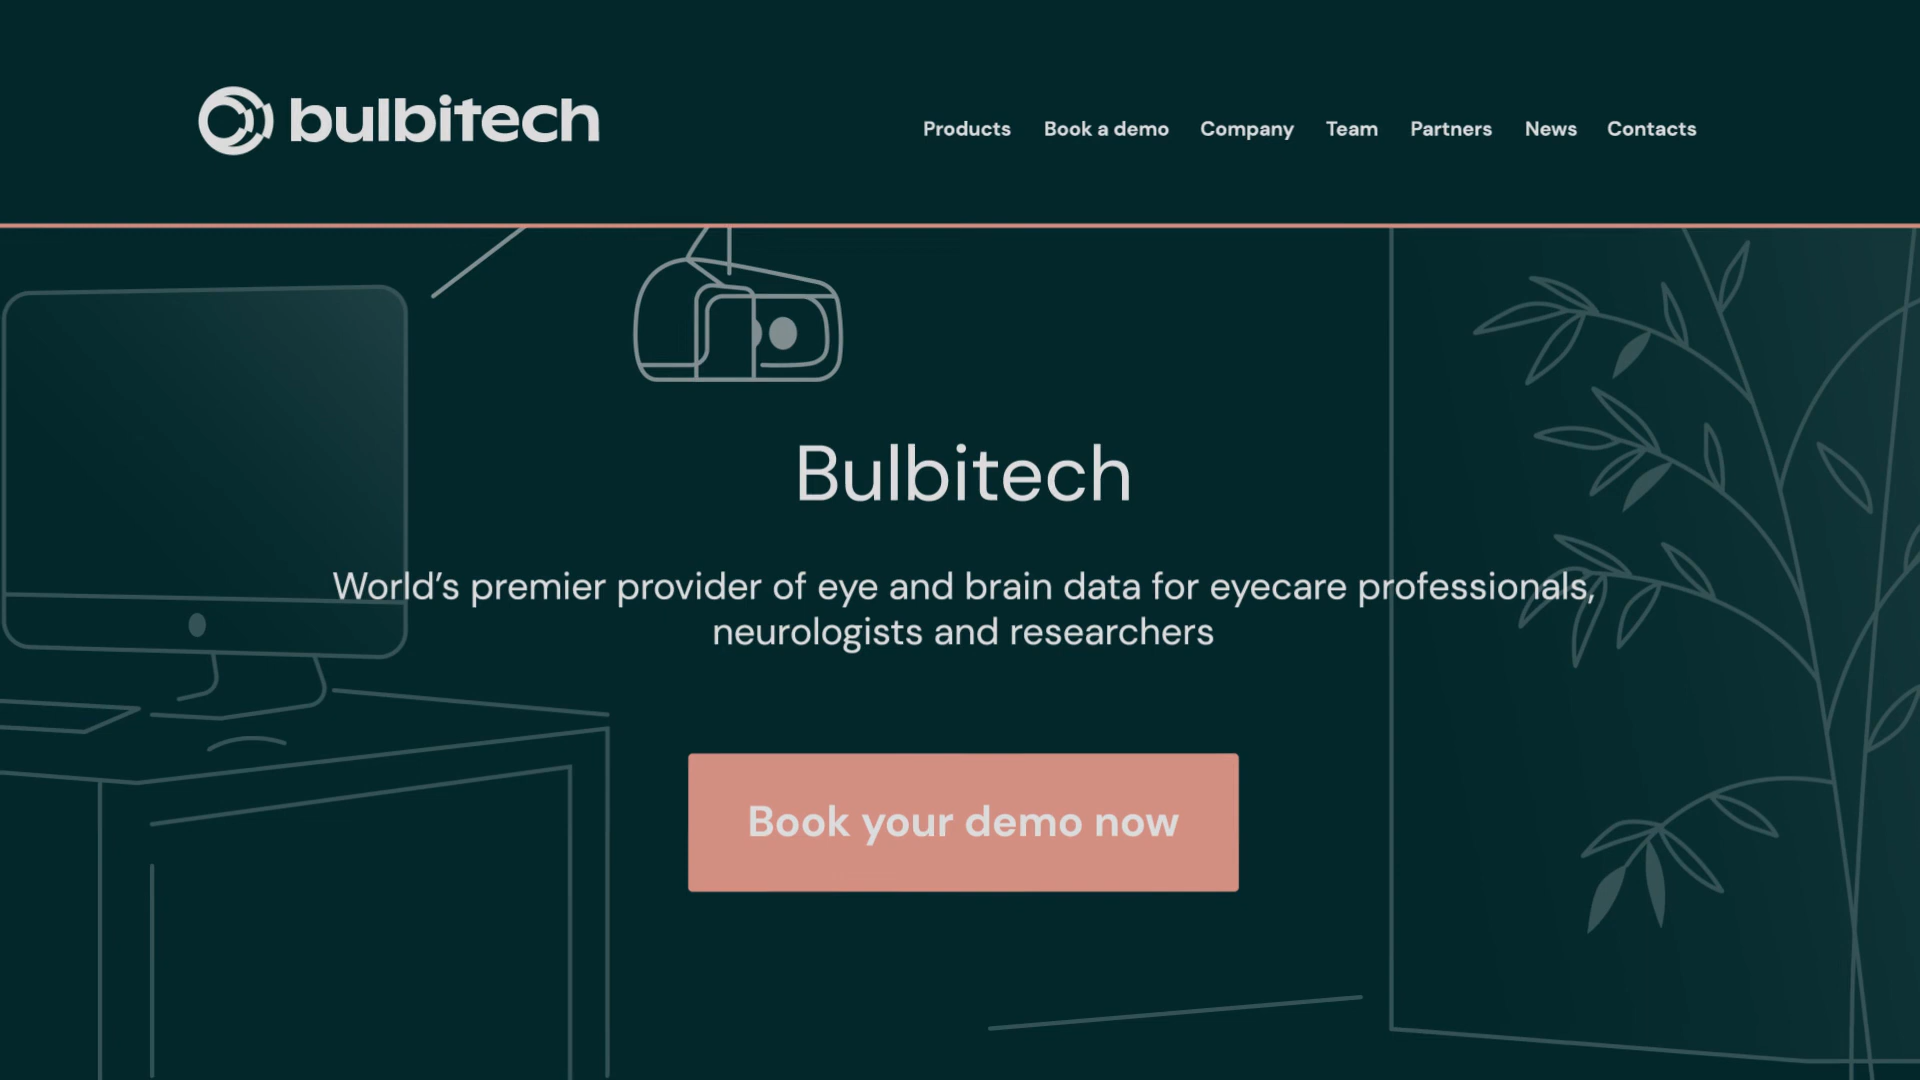 bulbitech
Products Book a demo Company Team Partners News Contacts
Bulbitech
World’s premier provider of eye and brain data for eyecare professionals,
neurologists and researchers
Book your demo now